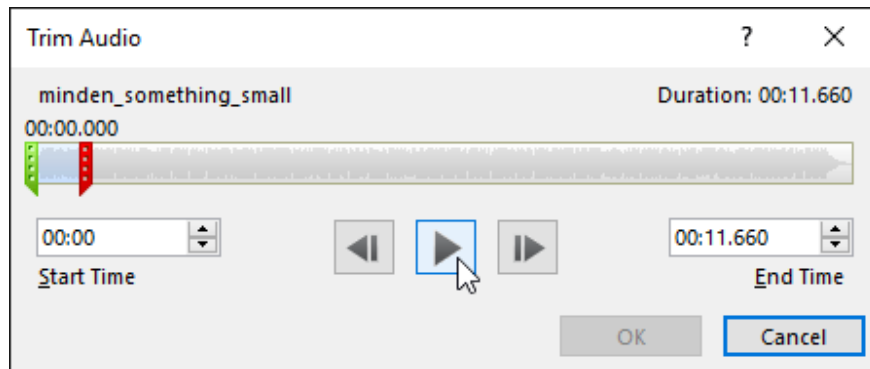 Trim Audio ?
minden_something_small Duration: 00:11.660
00:00.000
00:00 00:11.660
Start Time End Time
OK Cancel